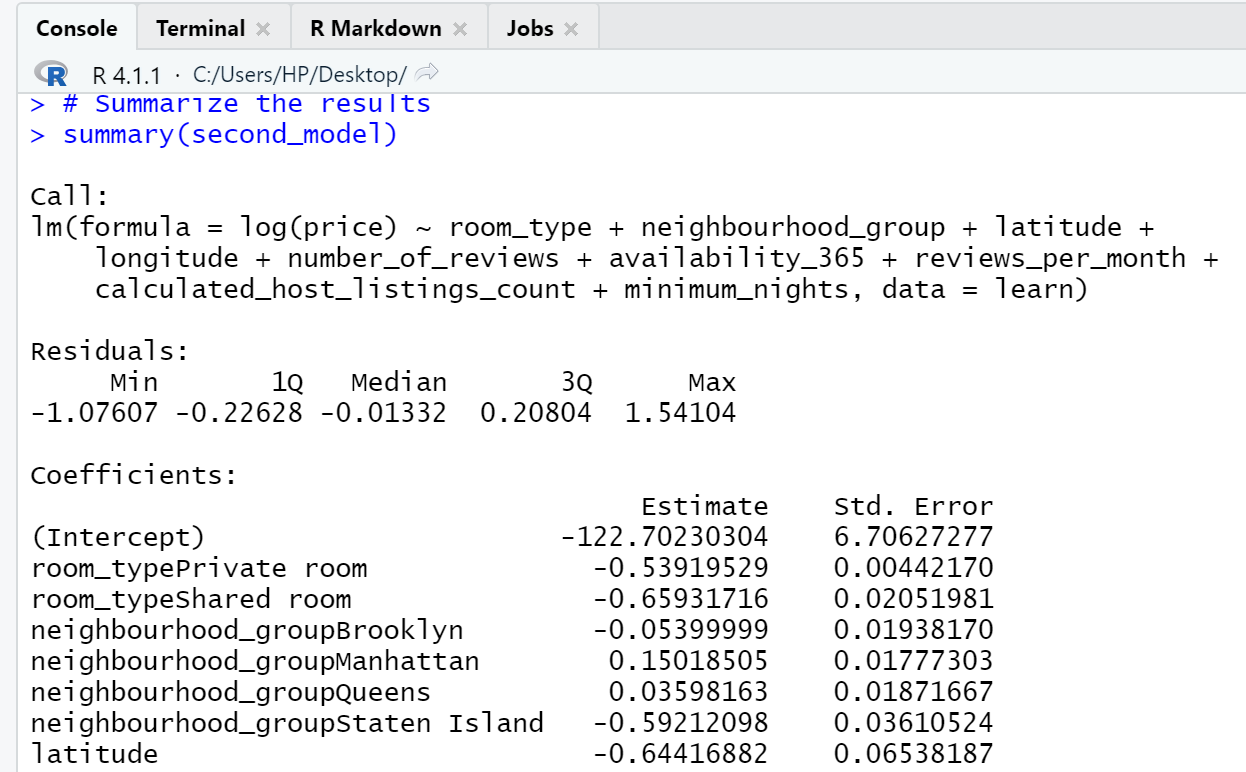 Console Terminal R Markdown Jobs
R R 4.1.1 · C:/Users/HP/Desktop/
> # Summarize the results
> summary(second_model)
Call:
lm(formula = log(price) ~ room_type + neighbourhood_group + latitude +
    longitude + number_of_reviews + availability_365 + reviews_per_month +
    calculated_host_listings_count + minimum_nights, data = learn)
Residuals:
     Min       1Q   Median       3Q      Max
-1.07607 -0.22628 -0.01332  0.20804  1.54104
Coefficients:
                                      Estimate    Std. Error
(Intercept)                      -122.70230304    6.70627277
room_typePrivate room              -0.53919529    0.00442170
room_typeShared room               -0.65931716    0.02051981
neighbourhood_groupBrooklyn        -0.05399999    0.01938170
neighbourhood_groupManhattan        0.15018505    0.01777303
neighbourhood_groupQueens           0.03598163    0.01871667
neighbourhood_groupStaten Island   -0.59212098    0.03610524
latitude                           -0.64416882    0.06538187